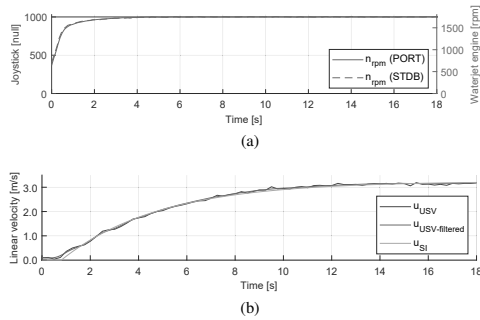 1000
500
0
Joystick [null]
1500
1000
500
0
Waterjet engine [rpm]
n_rpm (PORT)
n_rpm (STDB)
0 2 4 6 8 10 12 14 16 18
Time [s]
(a)
3.0
2.0
1.0
0.0
Linear velocity [m/s]
u_USV
u_USV-filtered
u_SI
0 2 4 6 8 10 12 14 16 18
Time [s]
(b)